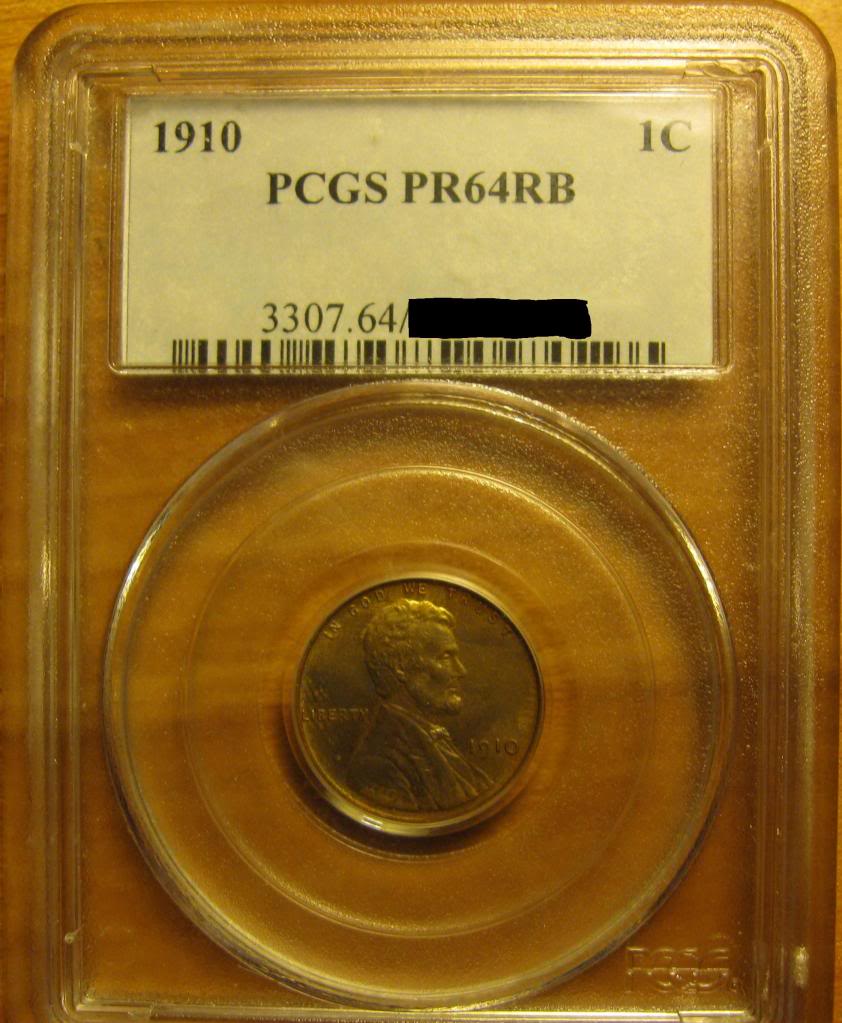 1910 1C
PCGS PR64RB
3307.64/
IN GOD WE TRUST
LIBERTY
1910
PCGS